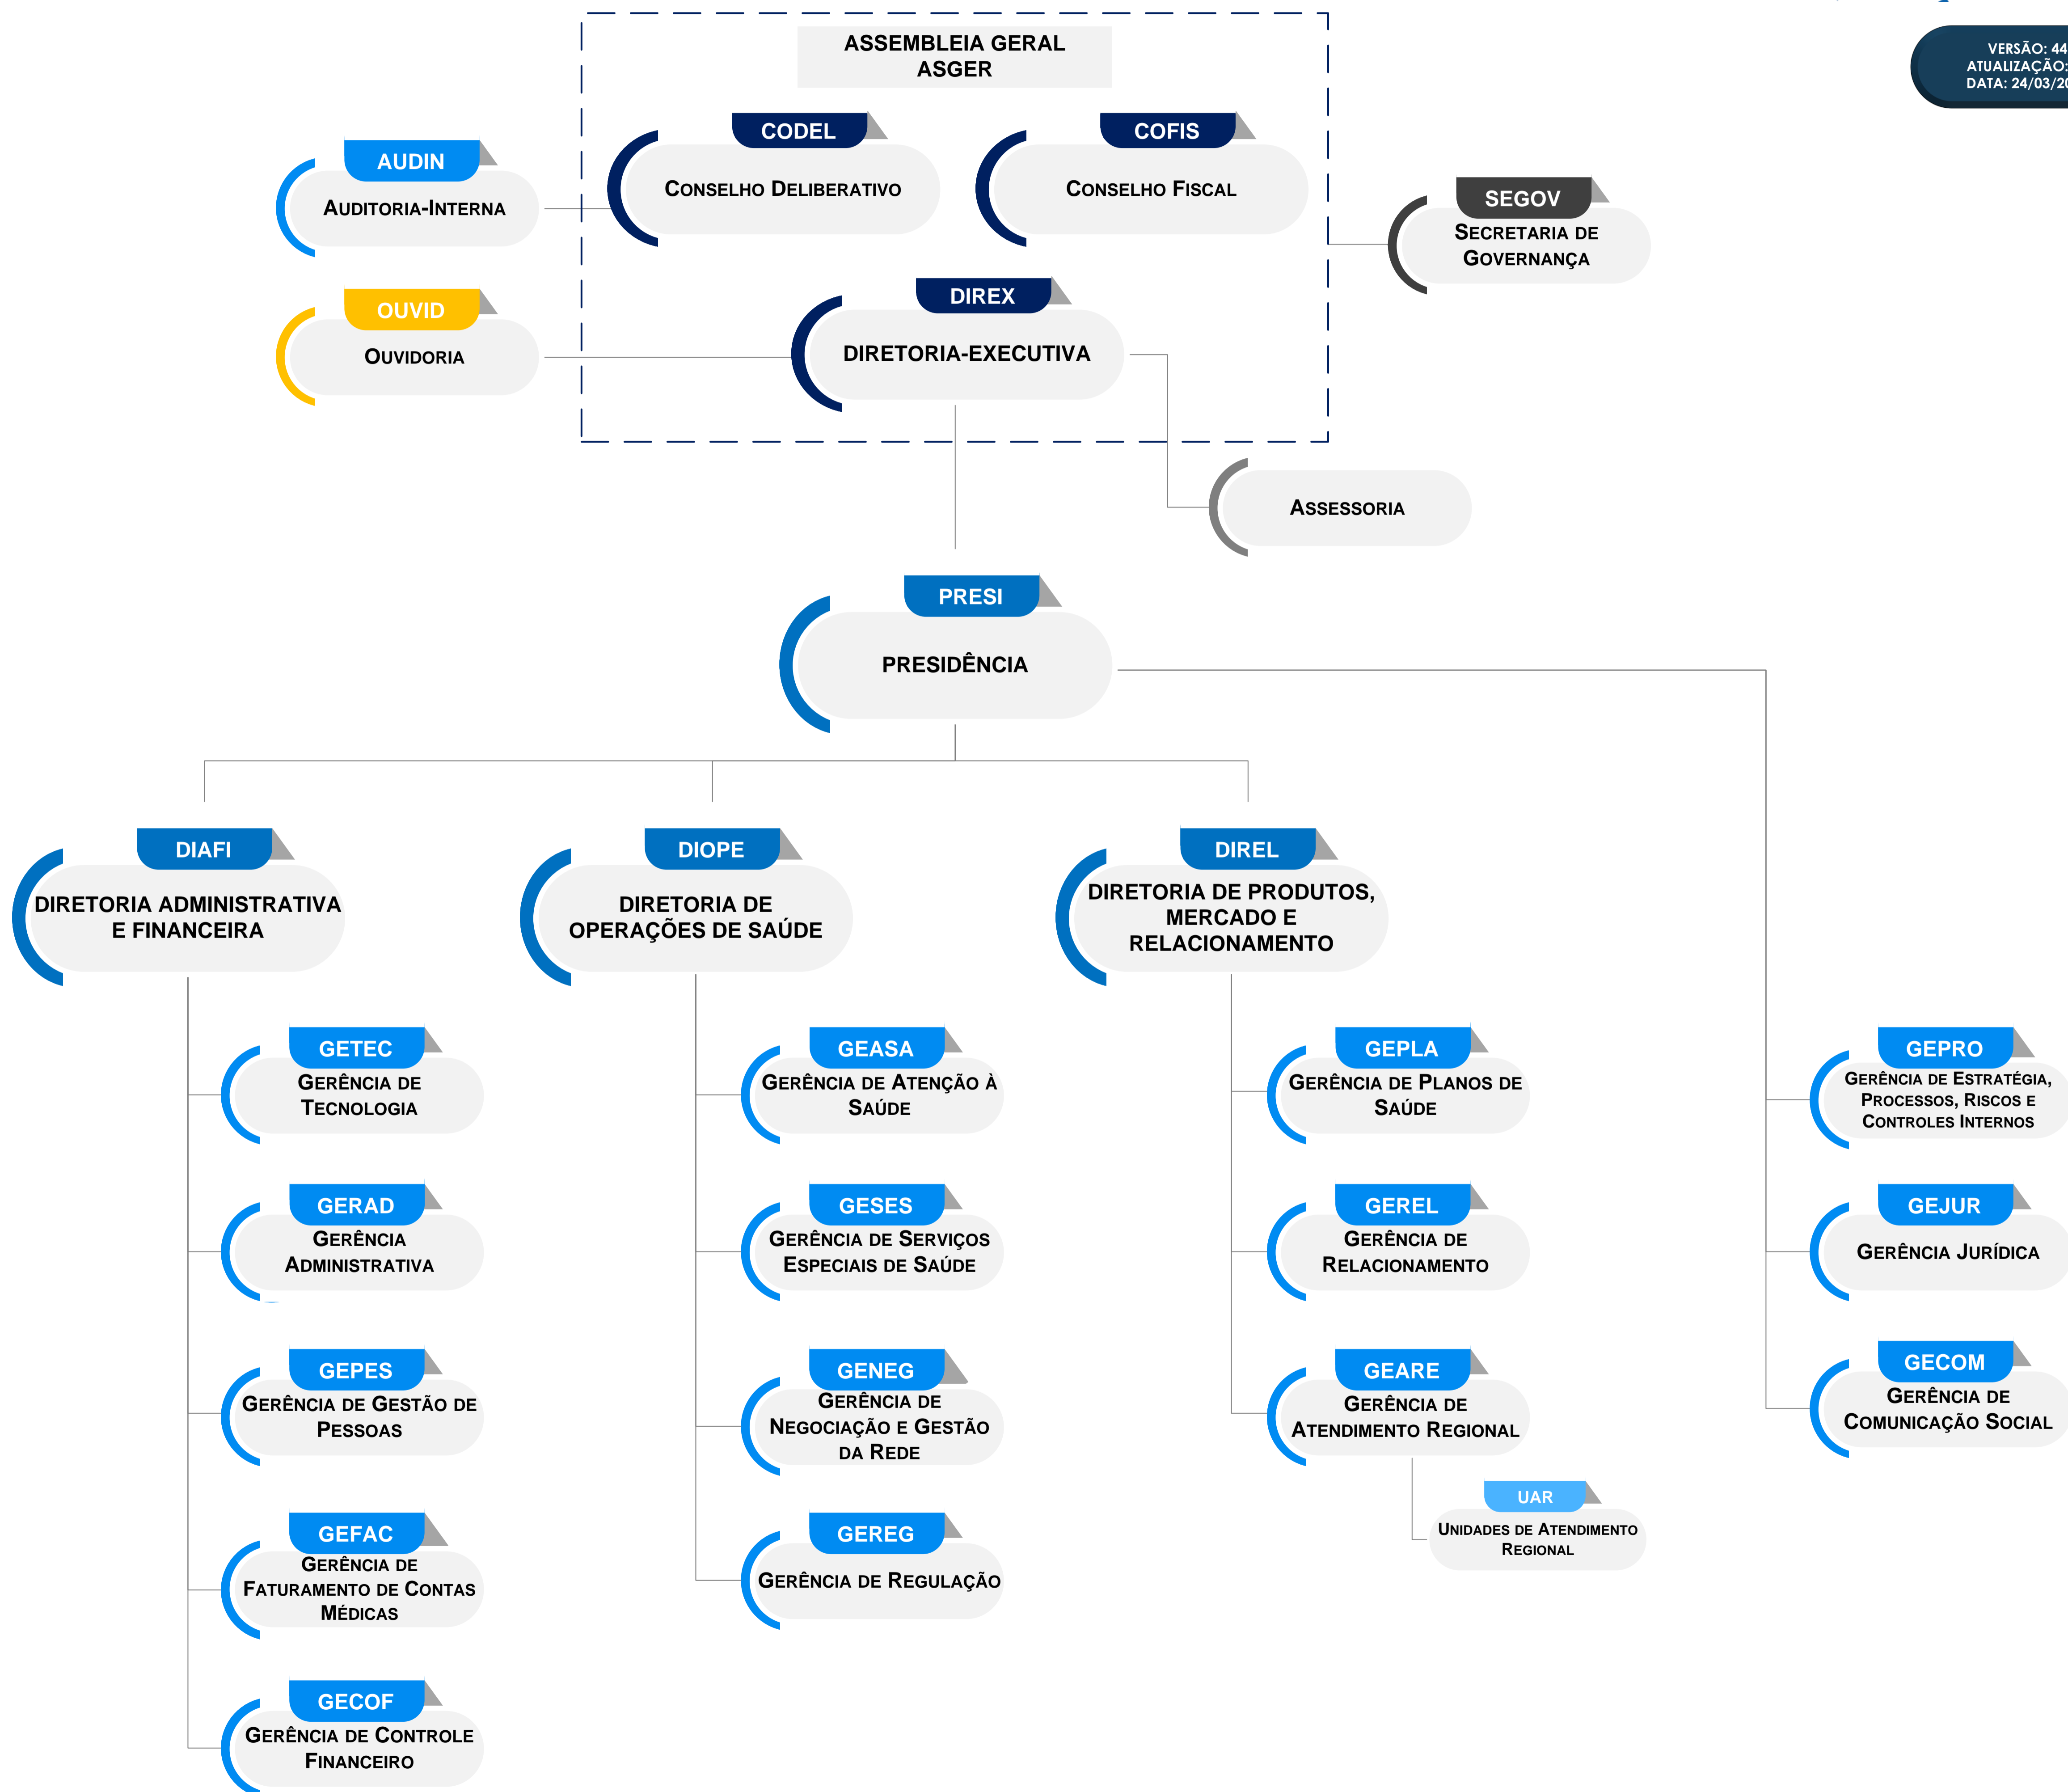 ASSEMBLEIA GERAL
ASGER
VERSÃO: 44
ATUALIZAÇÃO:
DATA: 24/03/20
CODEL
CONSELHO DELIBERATIVO
COFIS
CONSELHO FISCAL
AUDIN
AUDITORIA-INTERNA
SEGOV
SECRETARIA DE
GOVERNANÇA
OUVID
OUVIDORIA
DIREX
DIRETORIA-EXECUTIVA
ASSESSORIA
PRESI
PRESIDÊNCIA
DIAFI
DIRETORIA ADMINISTRATIVA
E FINANCEIRA
DIOPE
DIRETORIA DE
OPERAÇÕES DE SAÚDE
DIREL
DIRETORIA DE PRODUTOS,
MERCADO E
RELACIONAMENTO
GETEC
GERÊNCIA DE
TECNOLOGIA
GERAD
GERÊNCIA
ADMINISTRATIVA
GEPES
GERÊNCIA DE GESTÃO DE
PESSOAS
GEFAC
GERÊNCIA DE
FATURAMENTO DE CONTAS
MÉDICAS
GECOF
GERÊNCIA DE CONTROLE
FINANCEIRO
GEASA
GERÊNCIA DE ATENÇÃO À
SAÚDE
GESES
GERÊNCIA DE SERVIÇOS
ESPECIAIS DE SAÚDE
GENEG
GERÊNCIA DE
NEGOCIAÇÃO E GESTÃO
DA REDE
GEREG
GERÊNCIA DE REGULAÇÃO
GEPLA
GERÊNCIA DE PLANOS DE
SAÚDE
GEREL
GERÊNCIA DE
RELACIONAMENTO
GEARE
GERÊNCIA DE
ATENDIMENTO REGIONAL
UAR
UNIDADES DE ATENDIMENTO
REGIONAL
GEPRO
GERÊNCIA DE ESTRATÉGIA,
PROCESSOS, RISCOS E
CONTROLES INTERNOS
GEJUR
GERÊNCIA JURÍDICA
GECOM
GERÊNCIA DE
COMUNICAÇÃO SOCIAL